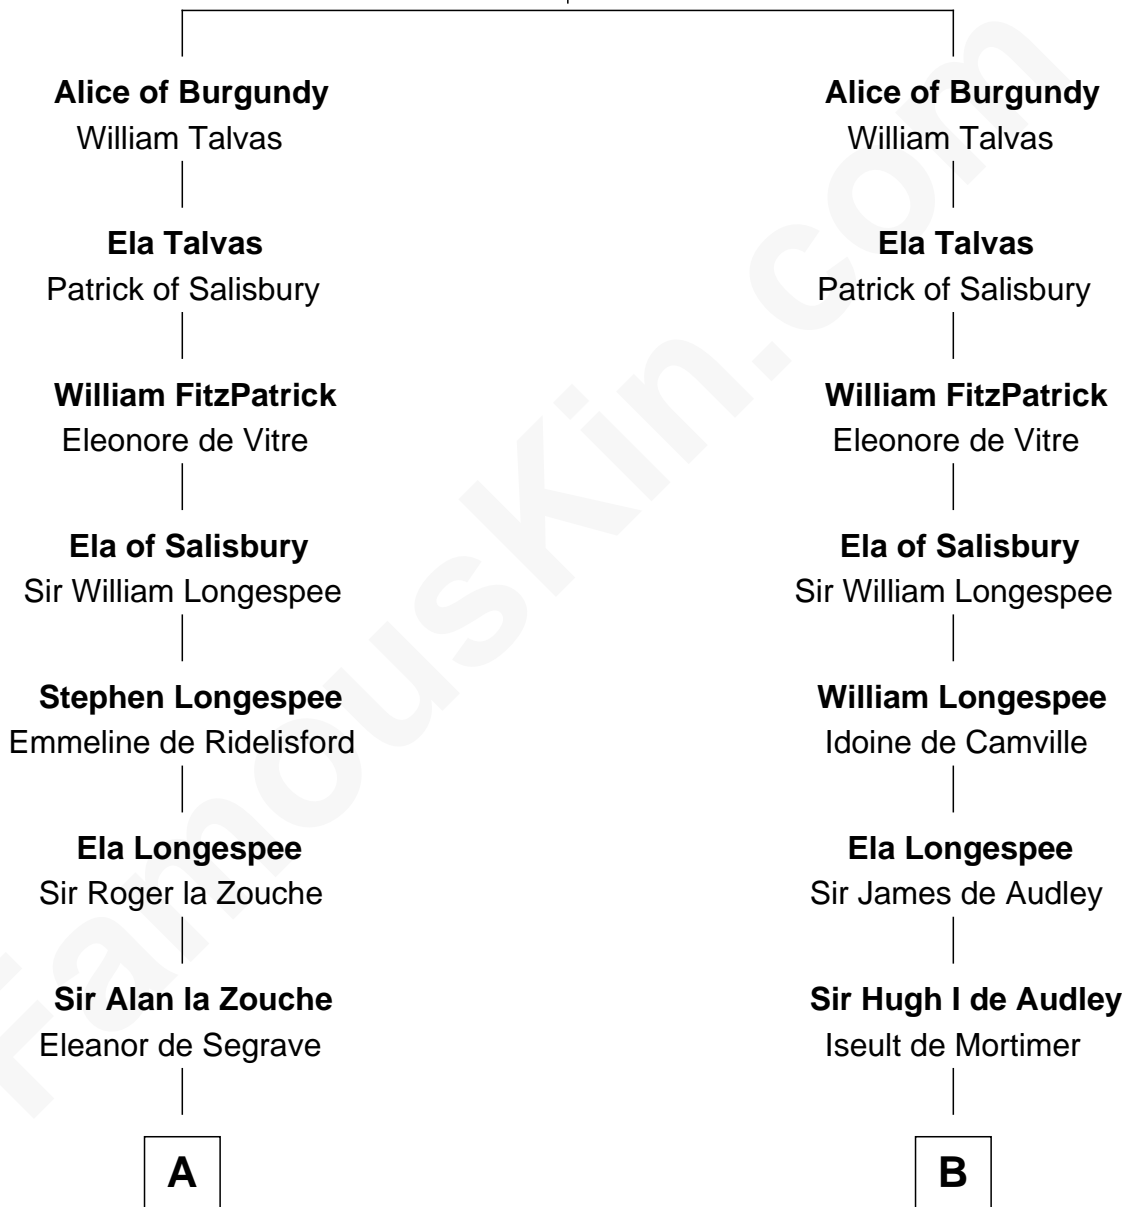 Alice of Burgundy
William Talvas
Ela Talvas
Patrick of Salisbury
William FitzPatrick
Eleonore de Vitre
Ela of Salisbury
Sir William Longespee
Stephen Longespee
Emmeline de Ridelisford
Ela Longespee
Sir Roger la Zouche
Sir Alan la Zouche
Eleanor de Segrave
A
Alice of Burgundy
William Talvas
Ela Talvas
Patrick of Salisbury
William FitzPatrick
Eleonore de Vitre
Ela of Salisbury
Sir William Longespee
William Longespee
Idoine de Camville
Ela Longespee
Sir James de Audley
Sir Hugh I de Audley
Iseult de Mortimer
B
FamousKin.com